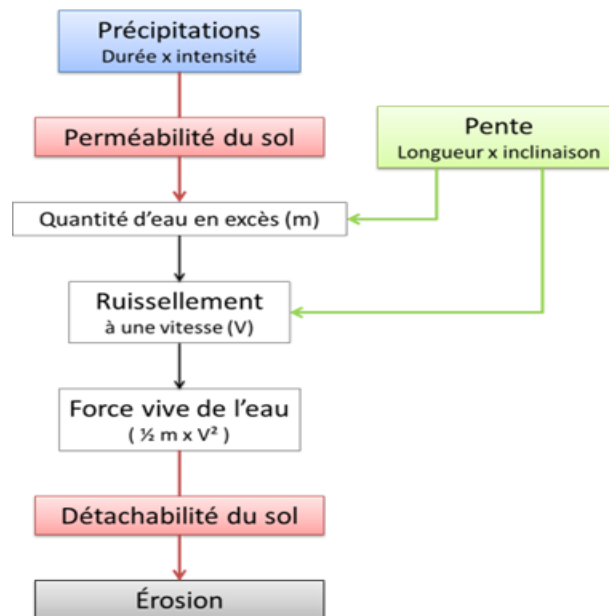 Précipitations
Durée x intensité
Perméabilité du sol
Pente
Longueur x inclinaison
Quantité d'eau en excès (m)
Ruissellement
à une vitesse (V)
Force vive de l'eau
( ½ m x V² )
Détachabilité du sol
Érosion